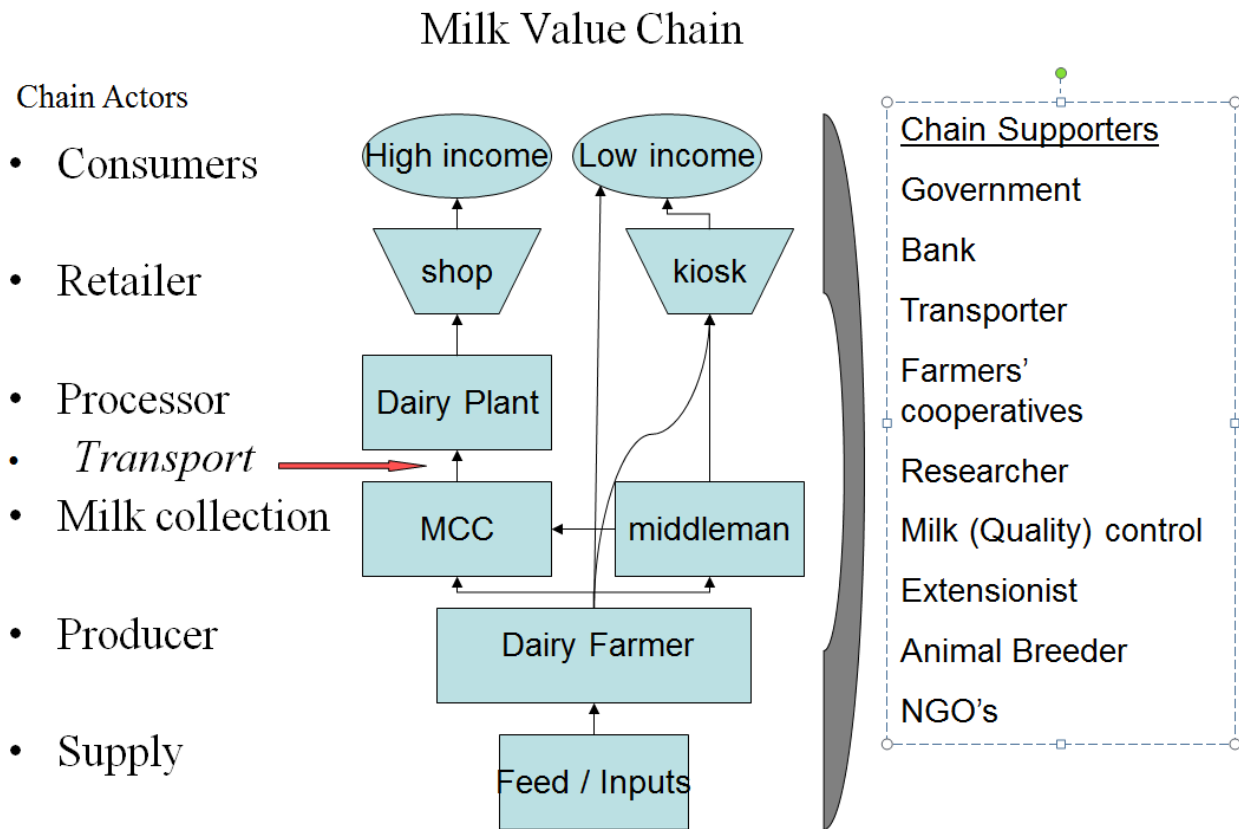 Milk Value Chain
Chain Actors
• Consumers
• Retailer
• Processor
• Transport
• Milk collection
• Producer
• Supply
High income
Low income
shop
kiosk
Dairy Plant
MCC
middleman
Dairy Farmer
Feed / Inputs
Chain Supporters
Government
Bank
Transporter
Farmers’
cooperatives
Researcher
Milk (Quality) control
Extensionist
Animal Breeder
NGO’s